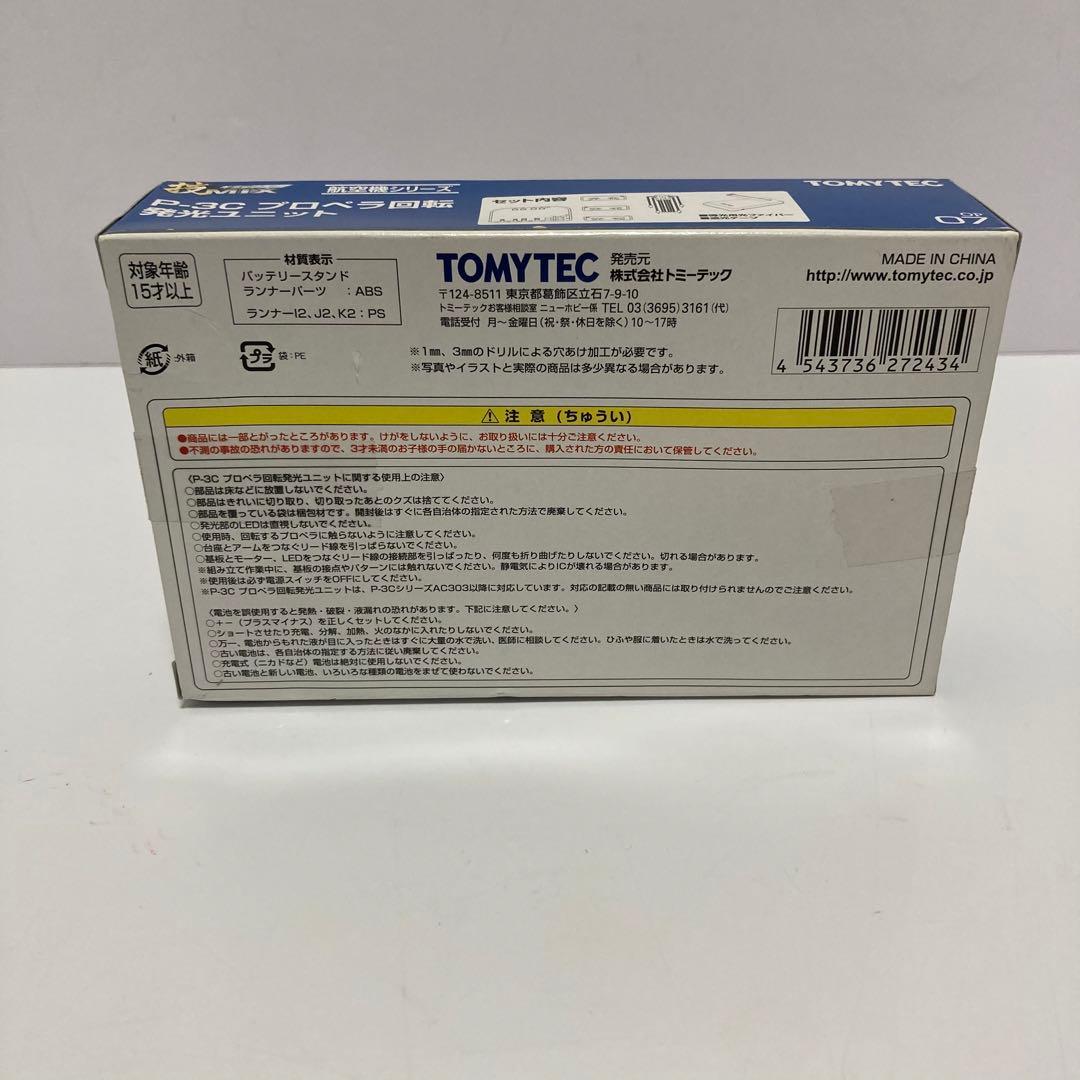 技MIX
航空機シリーズ
TOMYTEC
P-3C プロペラ回転
発光ユニット
セット内容
OP
07
対象年齢
15才以上
材質表示
バッテリースタンド
ランナーパーツ :ABS
ランナーI2、J2、K2:PS
TOMYTEC 発売元
株式会社トミーテック
〒124-8511 東京都葛飾区立石7-9-10
トミーテックお客様相談室 ニューホビー係 TEL 03(3695)3161(代)
電話受付 月~金曜日(祝・祭・休日を除く)10~17時
MADE IN CHINA
http://www.tomytec.co.jp
紙 :外箱
プラ 袋:PE
※1㎜、3㎜のドリルによる穴あけ加工が必要です。
※写真やイラストと実際の商品は多少異なる場合があります。
4 543736 272434
⚠ 注意(ちゅうい)
●商品には一部とがったところがあります。けがをしないように、お取り扱いには十分ご注意ください。
●不測の事故の恐れがありますので、3才未満のお子様の手の届かないところに、購入された方の責任において保管してください。
〈P-3C プロペラ回転発光ユニットに関する使用上の注意〉
○部品は床などに放置しないでください。
○部品はきれいに切り取り、切り取ったあとのクズは捨ててください。
○部品を覆っている袋は梱包材です。開封後はすぐに各自治体の指定された方法で廃棄してください。
○発光部のLEDは直視しないでください。
○使用時、回転するプロペラに触らないように注意してください。
○台座とアームをつなぐリード線を引っぱらないでください。
○基板とモーター、LEDをつなぐリード線の接続部を引っぱったり、何度も折り曲げたりしないでください。切れる場合があります。
※組み立て作業中に、基板の接点やパターンには触れないでください。静電気によりICが壊れる場合があります。
※使用後は必ず電源スイッチをOFFにしてください。
※P-3C プロペラ回転発光ユニットは、P-3CシリーズAC303以降に対応しています。対応の記載の無い商品には取り付けられませんのでご注意ください。
〈電池を誤使用すると発熱・破裂・液漏れの恐れがあります。下記に注意してください。〉
○+-(プラスマイナス)を正しくセットしてください。
○ショートさせたり充電、分解、加熱、火のなかに入れたりしないでください。
○万一、電池からもれた液が目に入ったときはすぐに大量の水で洗い、医師に相談してください。ひふや服に着いたときは水で洗ってください。
○古い電池は、各自治体の指定する方法に従い廃棄してください。
○充電式(ニカドなど)電池は絶対に使用しないでください。
○古い電池と新しい電池、いろいろな種類の電池をまぜて使わないでください。